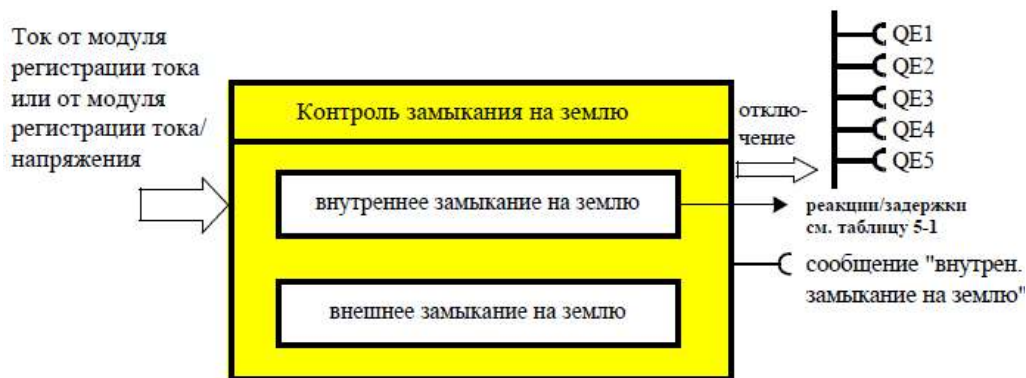 Ток от модуля
регистрации тока
или от модуля
регистрации тока/
напряжения
Контроль замыкания на землю
внутреннее замыкание на землю
внешнее замыкание на землю
отклю-
чение
QE1
QE2
QE3
QE4
QE5
реакции/задержки
см. таблицу 5-1
сообщение "внутрен.
замыкание на землю"